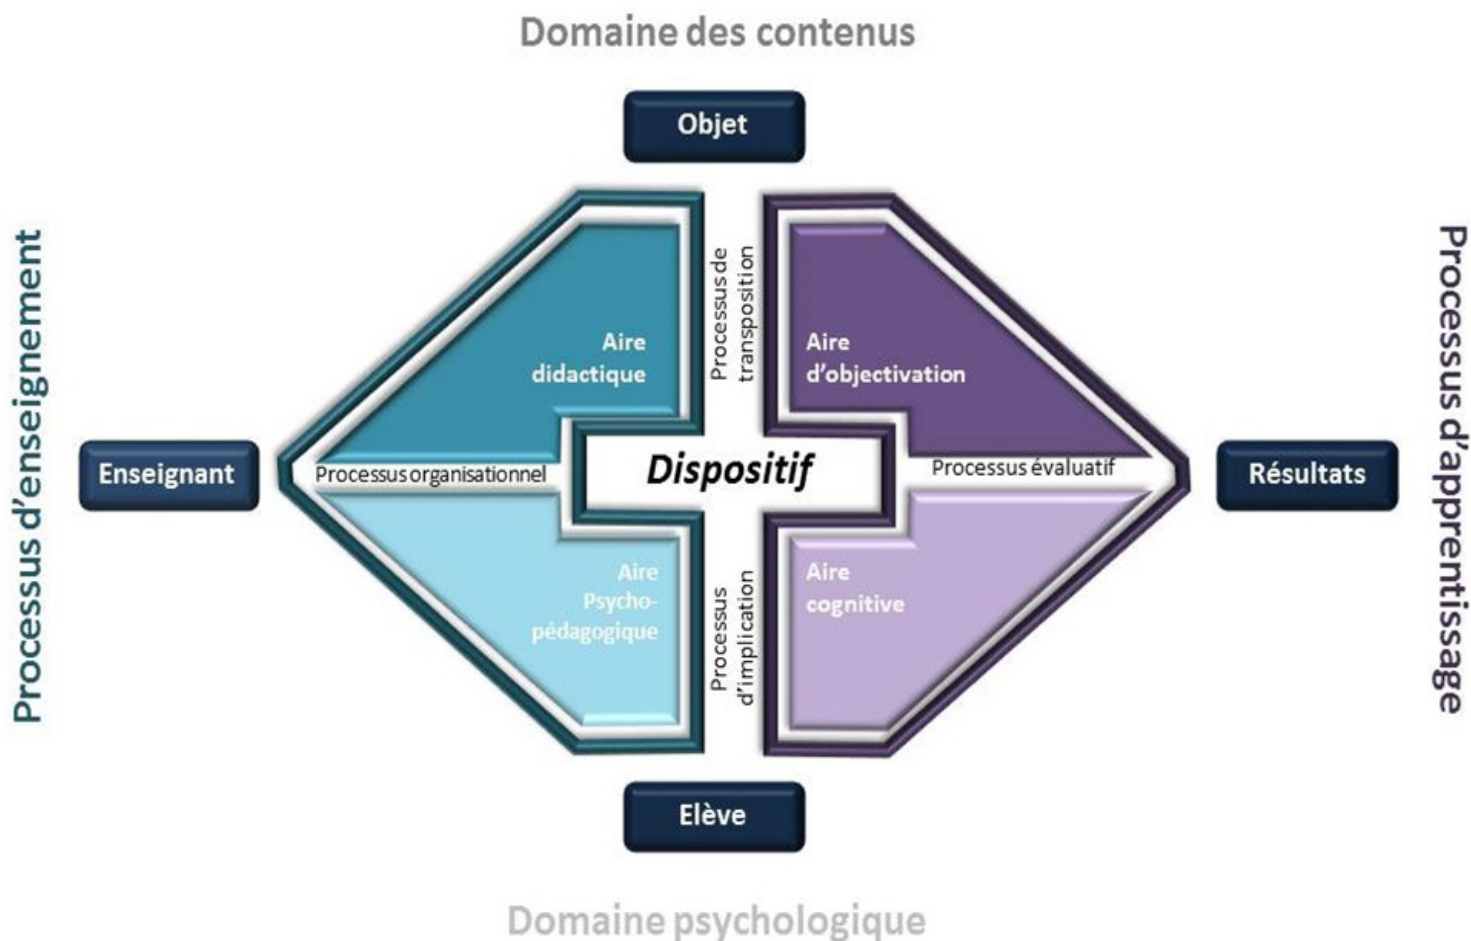 Domaine des contenus
Objet
Processus d'enseignement
Processus de
transposition
Processus d'apprentissage
Aire
didactique
Aire
d'objectivation
Enseignant
Processus organisationnel
Dispositif
Processus évaluatif
Résultats
Aire
Psycho-
pédagogique
Processus
d'implication
Aire
cognitive
Elève
Domaine psychologique